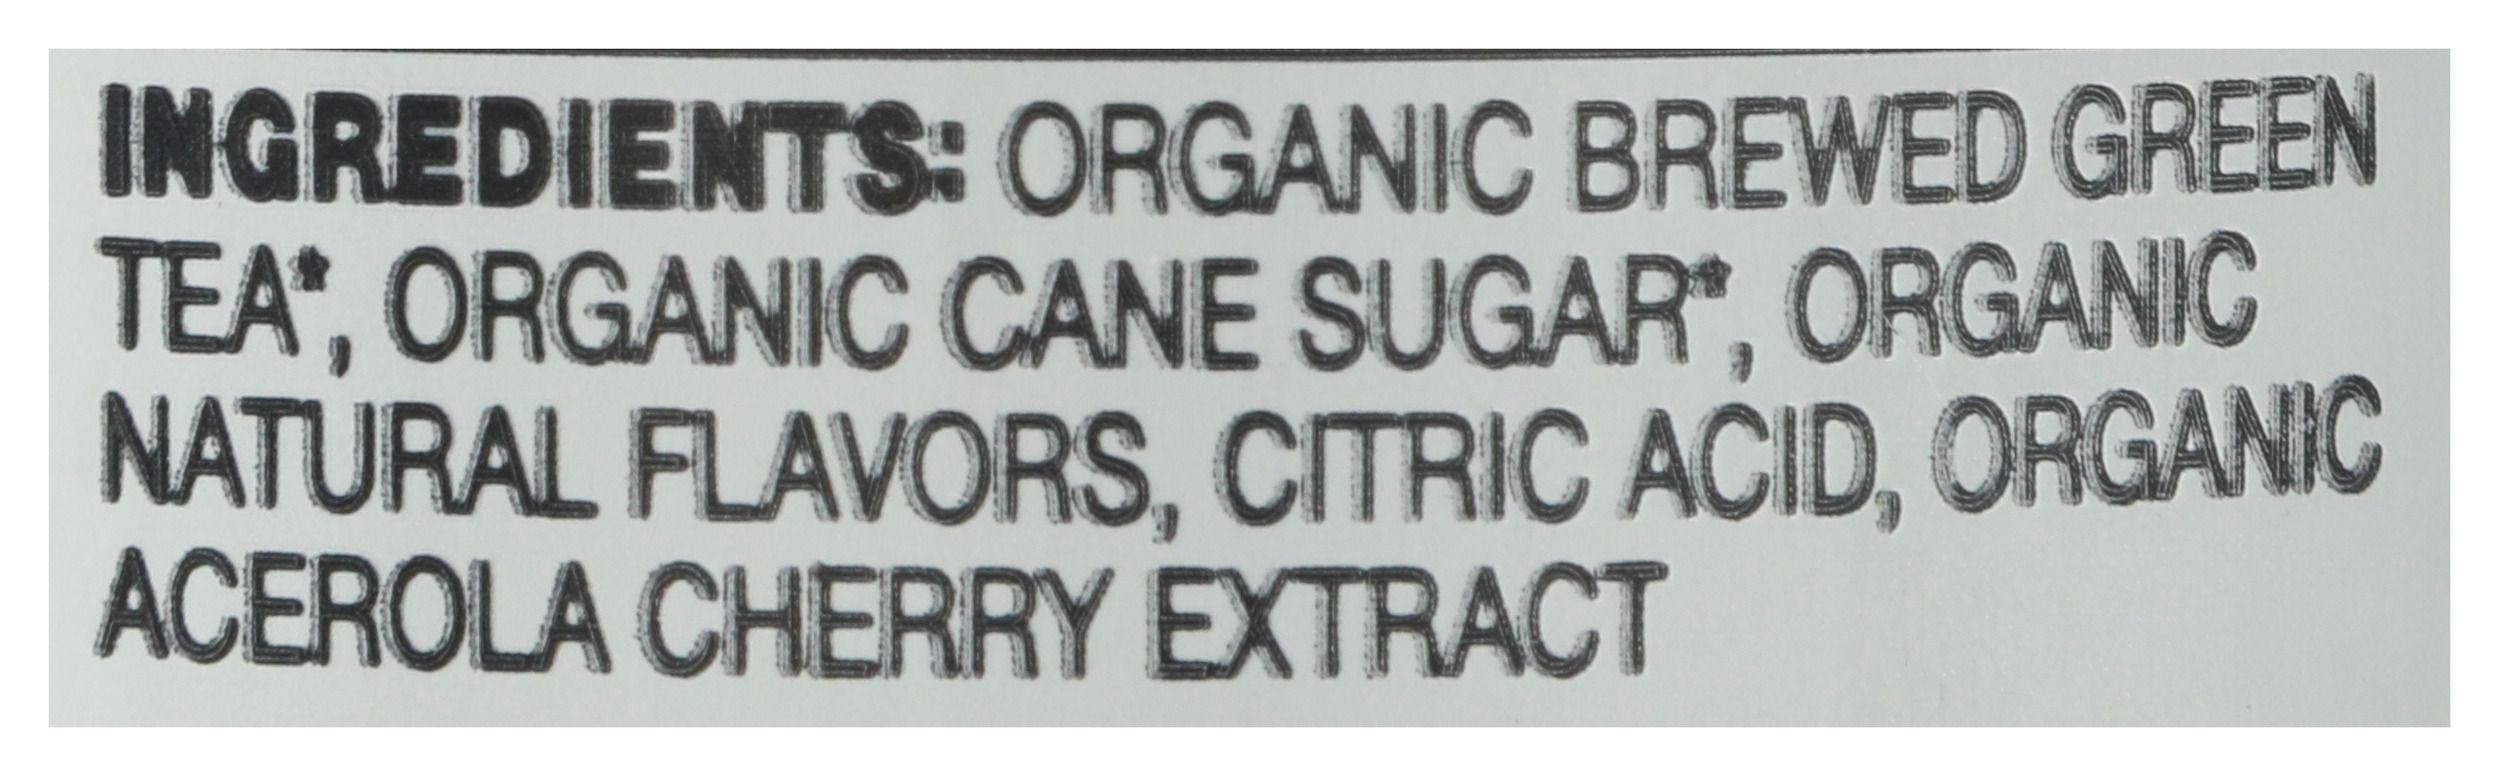 INGREDIENTS: ORGANIC BREWED GREEN
TEA*, ORGANIC CANE SUGAR*, ORGANIC
NATURAL FLAVORS, CITRIC ACID, ORGANIC
ACEROLA CHERRY EXTRACT